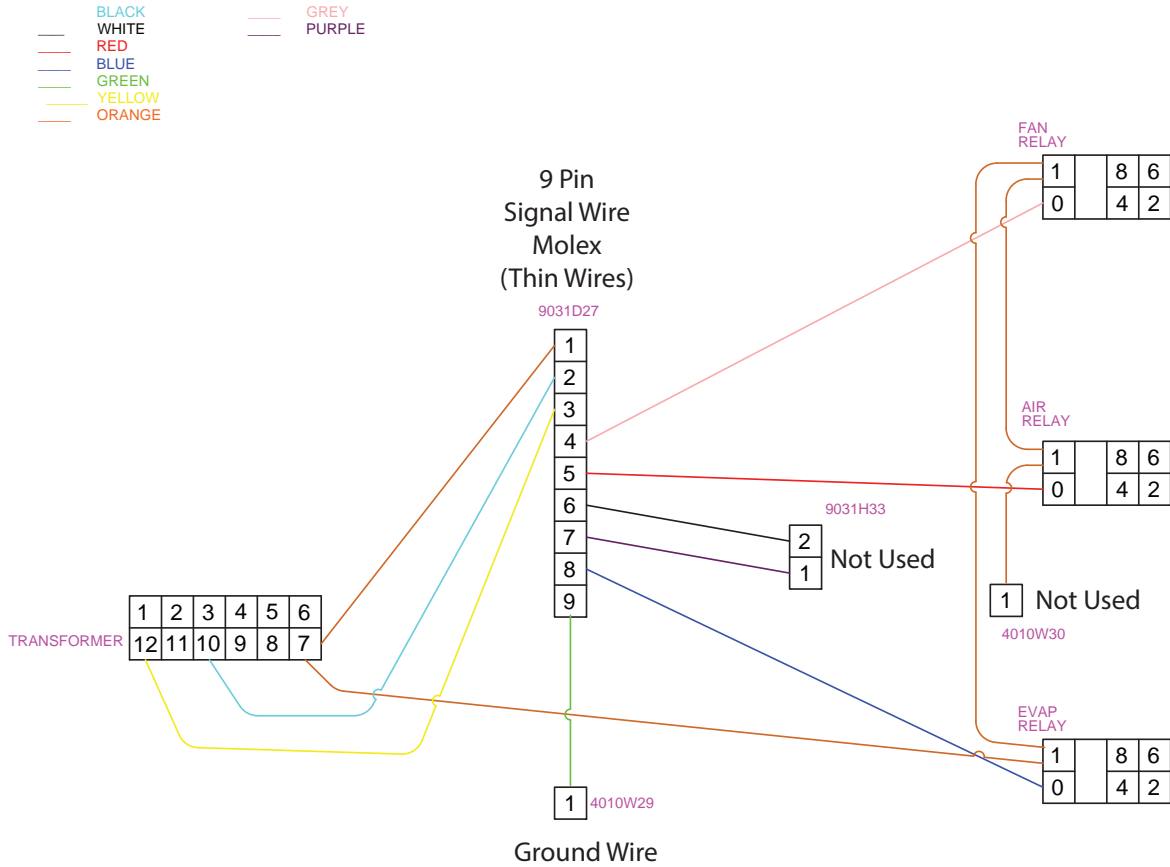 BLACK
WHITE
RED
BLUE
GREEN
YELLOW
ORANGE
GREY
PURPLE
9 Pin
Signal Wire
Molex
(Thin Wires)
9031D27
1
2
3
4
5
6
7
8
9
FAN
RELAY
1 8 6
0 4 2
AIR
RELAY
1 8 6
0 4 2
9031H33
2
1
Not Used
1 Not Used
4010W30
1 2 3 4 5 6
TRANSFORMER 12 11 10 9 8 7
EVAP
RELAY
1 8 6
0 4 2
1 4010W29
Ground Wire